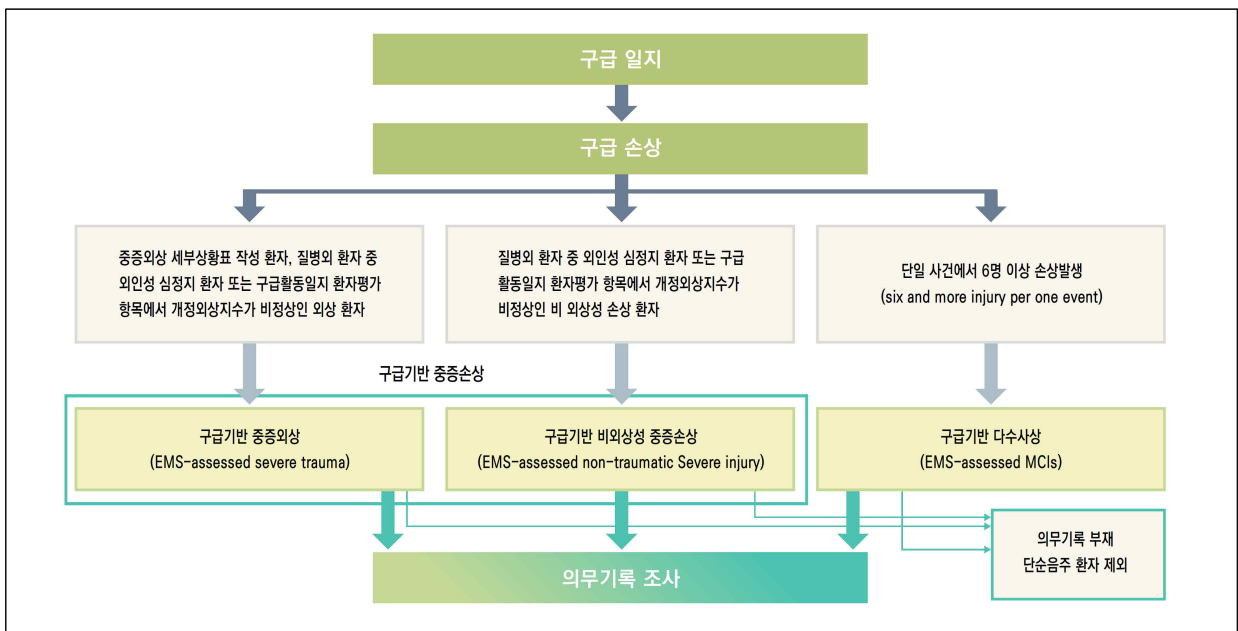 구급 일지
구급 손상
중증외상 세부상황표 작성 환자, 질병외 환자 중
외인성 심정지 환자 또는 구급활동일지 환자평가
항목에서 개정외상지수가 비정상인 외상 환자
질병외 환자 중 외인성 심정지 환자 또는 구급
활동일지 환자평가 항목에서 개정외상지수가
비정상인 비 외상성 손상 환자
단일 사건에서 6명 이상 손상발생
(six and more injury per one event)
구급기반 중증손상
구급기반 중증외상
(EMS-assessed severe trauma)
구급기반 비외상성 중증손상
(EMS-assessed non-traumatic Severe injury)
구급기반 다수사상
(EMS-assessed MCIs)
의무기록 부재
단순음주 환자 제외
의무기록 조사